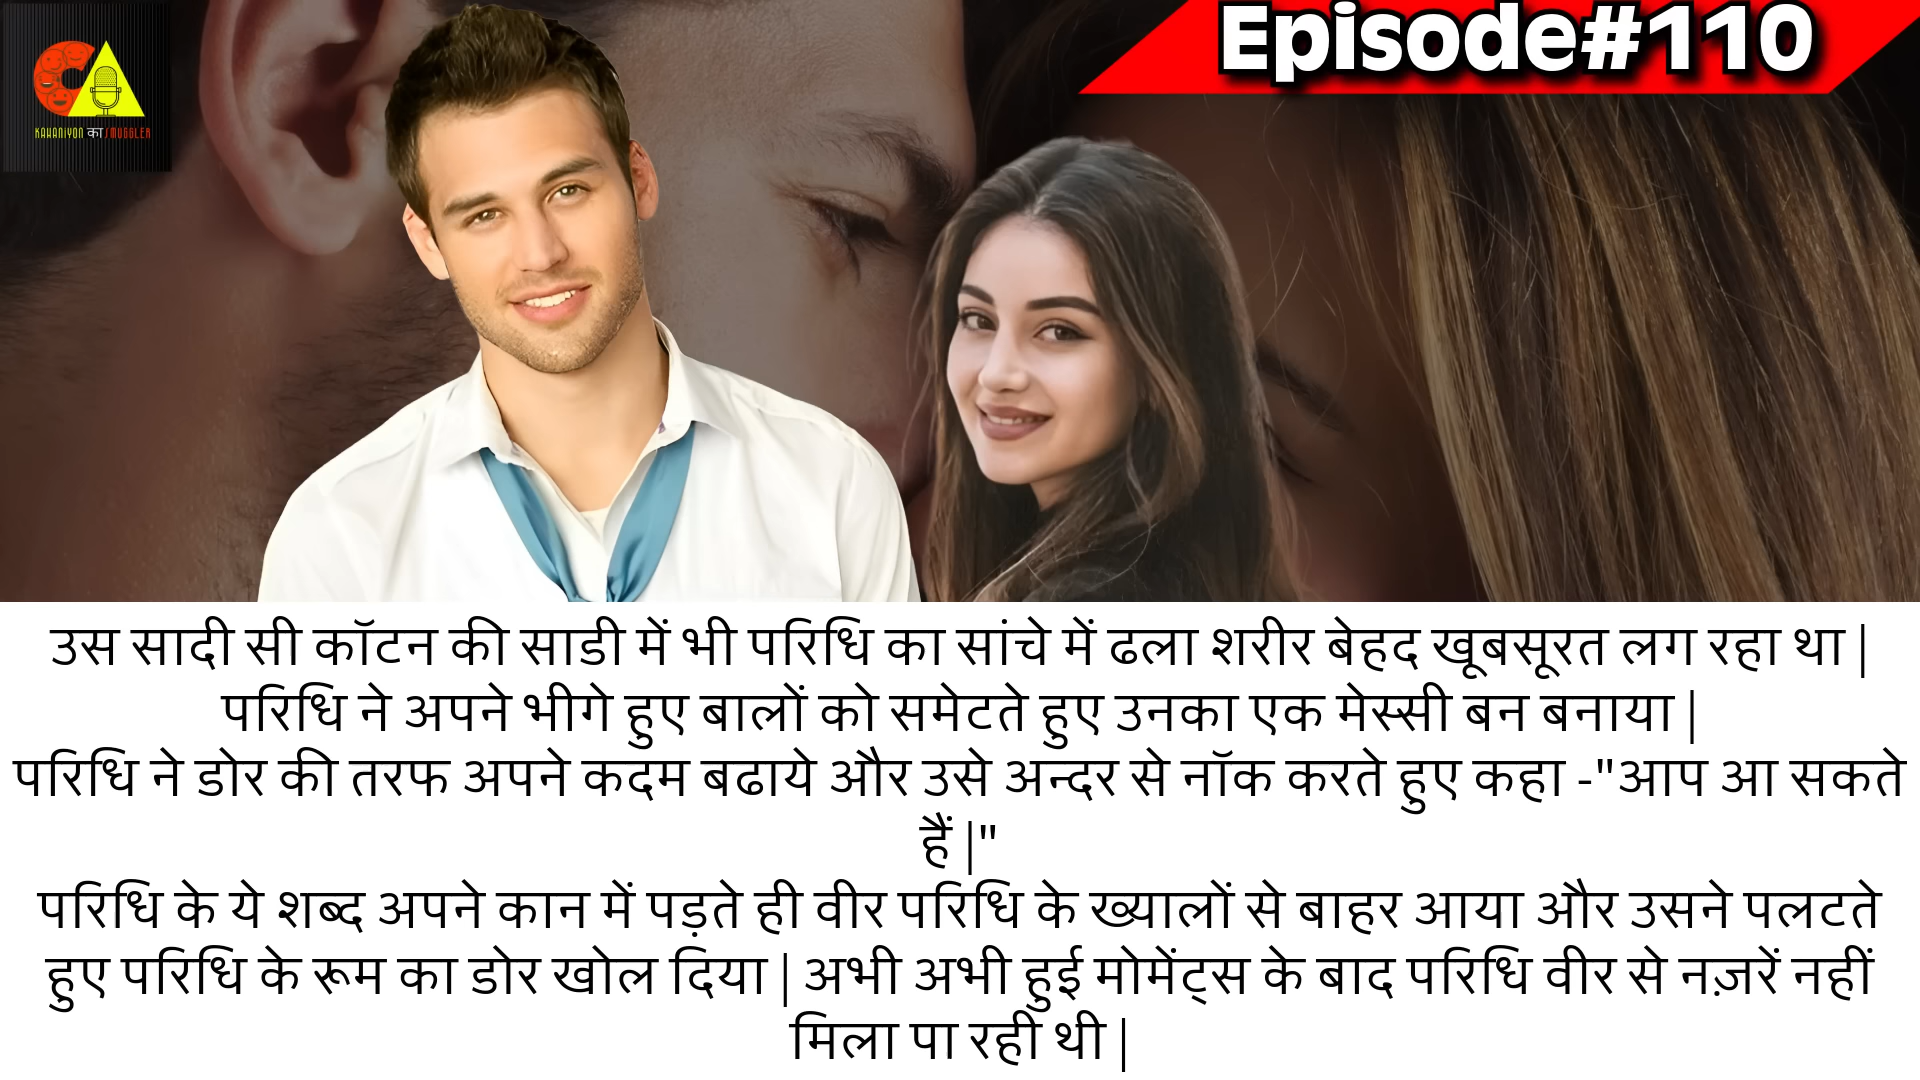 Episode#110
KAHANIYON का SMUGGLER
उस सादी सी कॉटन की साडी में भी परिधि का सांचे में ढला शरीर बेहद खूबसूरत लग रहा था |
परिधि ने अपने भीगे हुए बालों को समेटते हुए उनका एक मेस्सी बन बनाया |
परिधि ने डोर की तरफ अपने कदम बढाये और उसे अन्दर से नॉक करते हुए कहा -"आप आ सकते
हैं |"
परिधि के ये शब्द अपने कान में पड़ते ही वीर परिधि के ख्यालों से बाहर आया और उसने पलटते
हुए परिधि के रूम का डोर खोल दिया | अभी अभी हुई मोमेंट्स के बाद परिधि वीर से नज़रें नहीं
मिला पा रही थी |